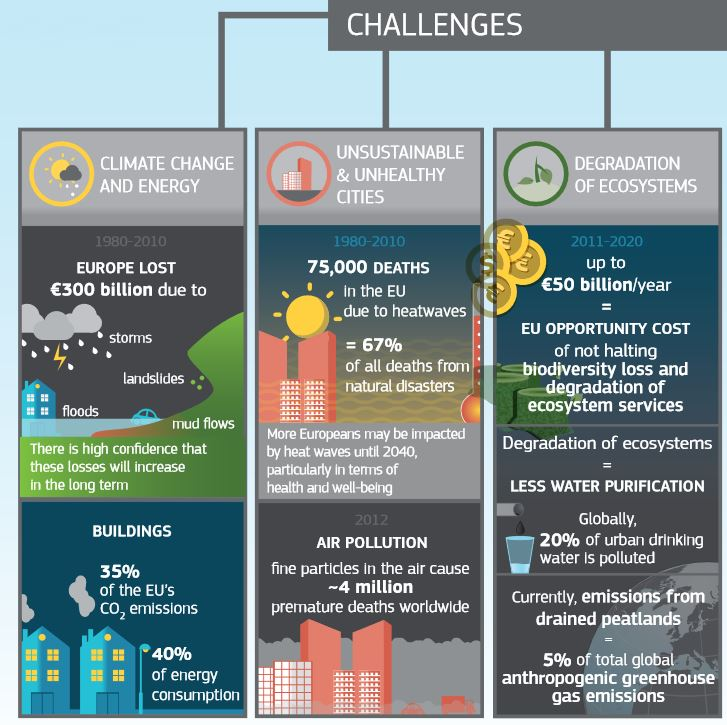 CHALLENGES
CLIMATE CHANGE
AND ENERGY
1980-2010
EUROPE LOST
€300 billion due to
storms
landslides
floods
mud flows
There is high confidence that
these losses will increase
in the long term
BUILDINGS
35%
of the EU's
CO₂ emissions
40%
of energy
consumption
UNSUSTAINABLE
& UNHEALTHY
CITIES
1980-2010
75,000 DEATHS
in the EU
due to heatwaves
= 67%
of all deaths from
natural disasters
More Europeans may be impacted
by heat waves until 2040,
particularly in terms of
health and well-being
2012
AIR POLLUTION
fine particles in the air cause
~4 million
premature deaths worldwide
DEGRADATION
OF ECOSYSTEMS
€
$
€
2011-2020
up to
€50 billion/year
=
EU OPPORTUNITY COST
of not halting
biodiversity loss and
degradation of
ecosystem services
Degradation of ecosystems
=
LESS WATER PURIFICATION
Globally,
20% of urban drinking
water is polluted
Currently, emissions from
drained peatlands
=
5% of total global
anthropogenic greenhouse
gas emissions